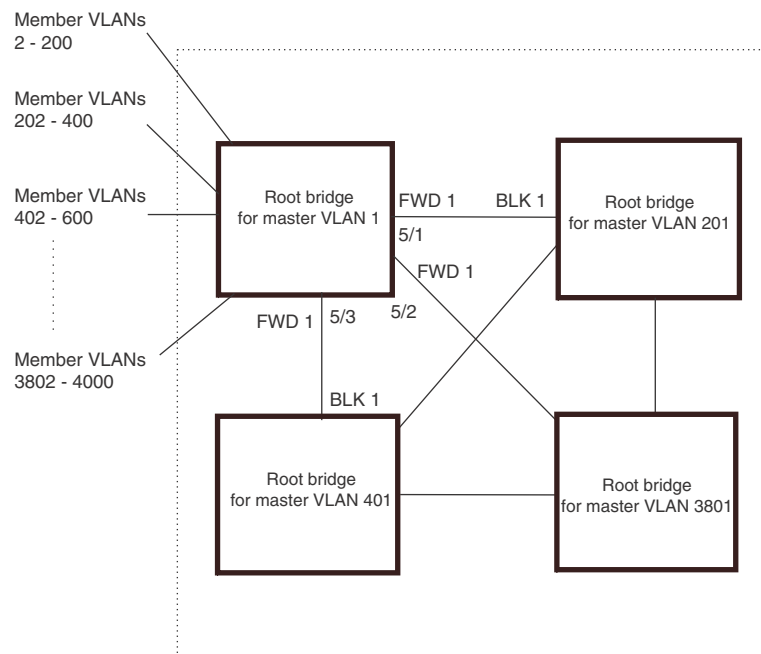 Member VLANs
2 - 200
Member VLANs
202 - 400
Member VLANs
402 - 600
Member VLANs
3802 - 4000
Root bridge
for master VLAN 1
FWD 1
BLK 1
5/1
Root bridge
for master VLAN 201
FWD 1
FWD 1
5/3
5/2
BLK 1
Root bridge
for master VLAN 401
Root bridge
for master VLAN 3801